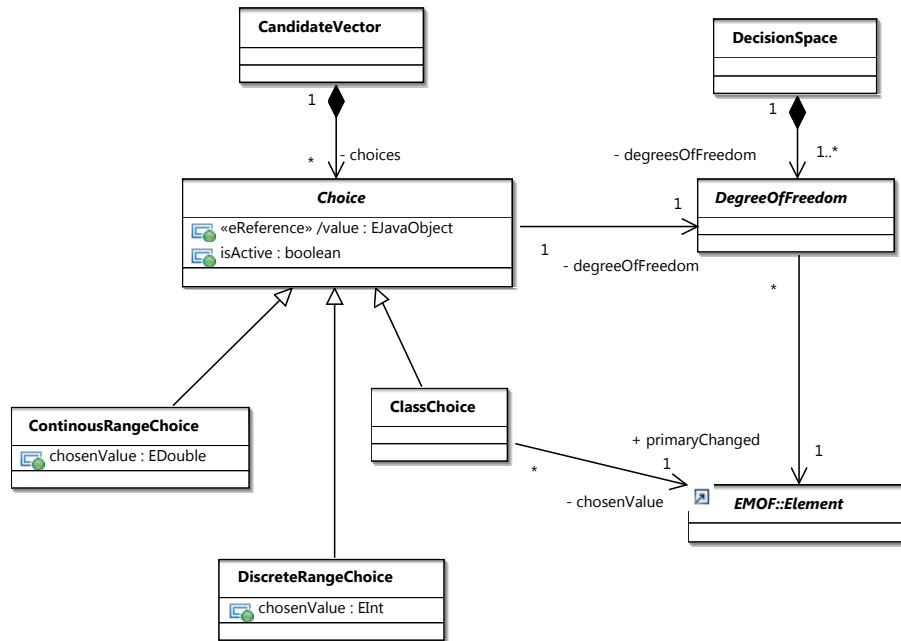 CandidateVector
DecisionSpace
1
1
- choices
*
- degreesOfFreedom
1..*
Choice
«eReference» /value : EJavaObject
isActive : boolean
DegreeOfFreedom
1
1
- degreeOfFreedom
*
ContinousRangeChoice
chosenValue : EDouble
ClassChoice
+ primaryChanged
*
1
1
- chosenValue
EMOF::Element
DiscreteRangeChoice
chosenValue : EInt